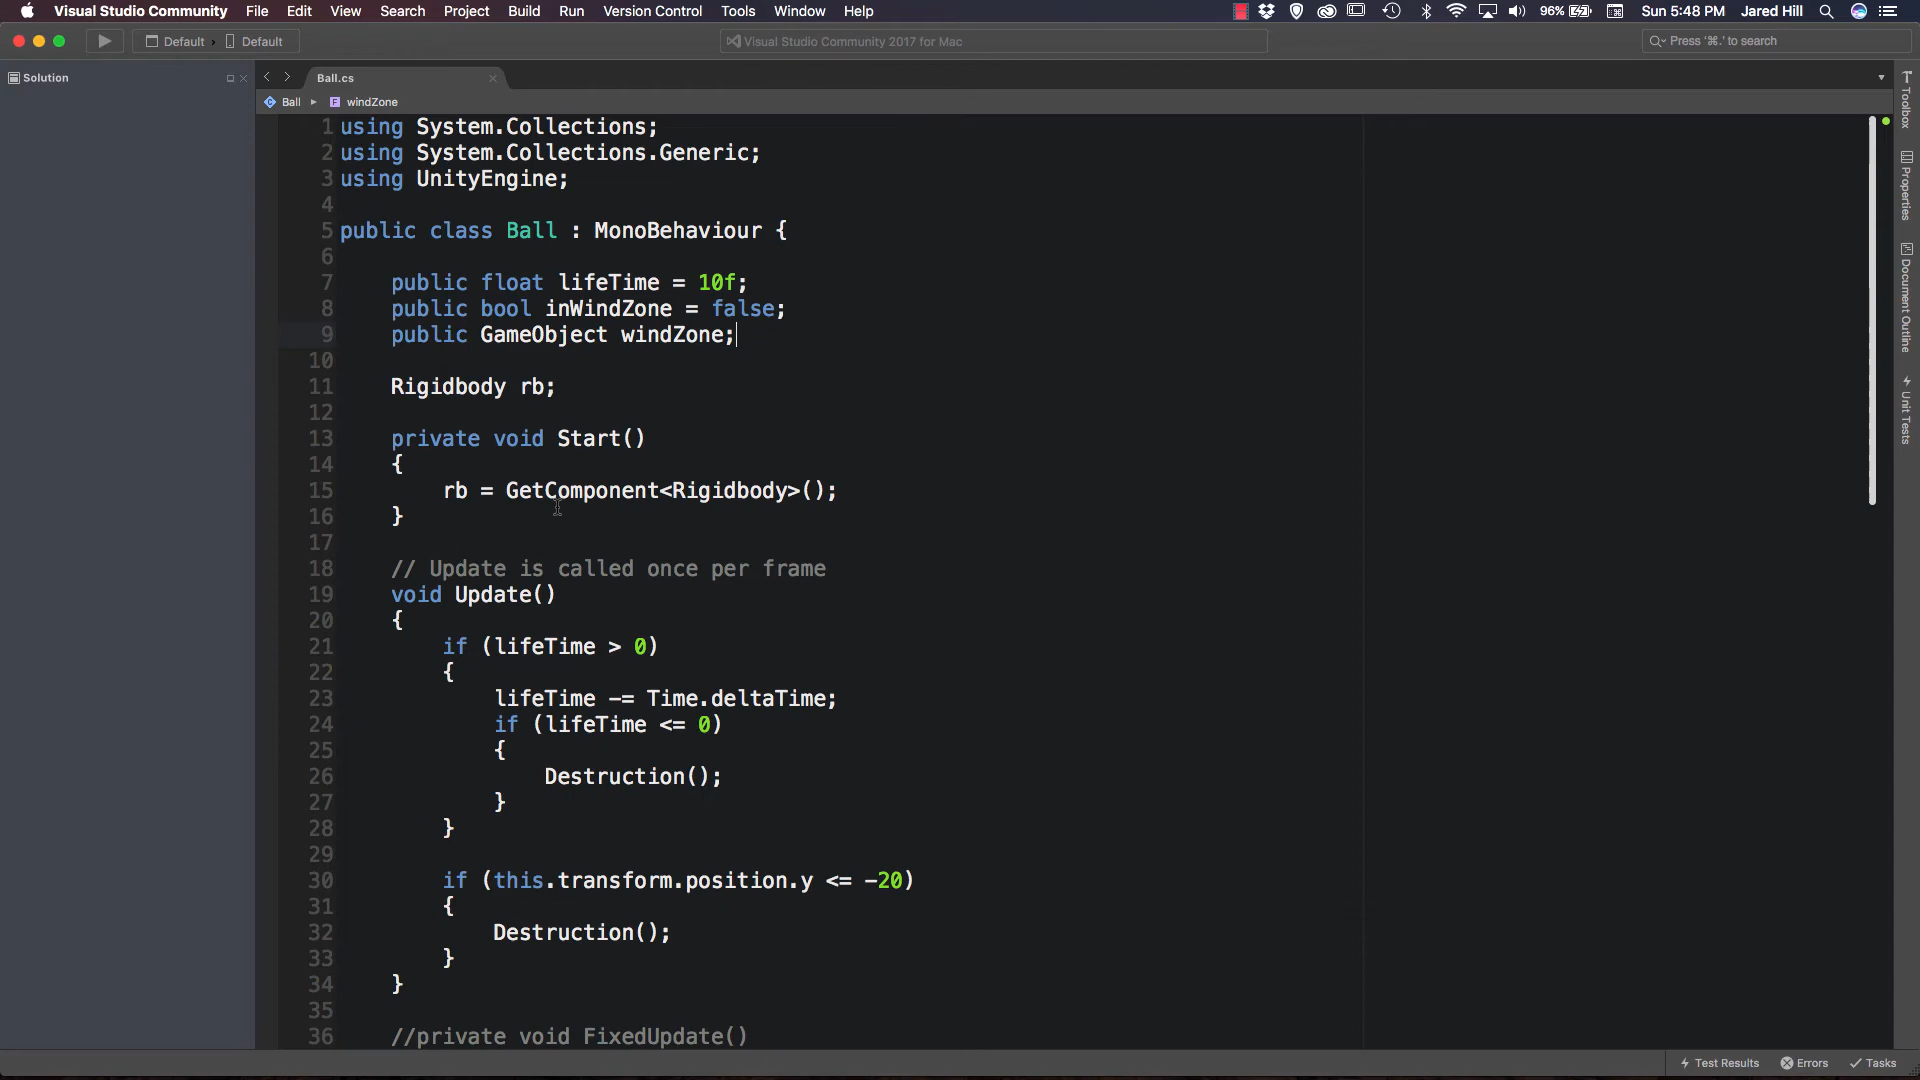 Visual Studio Community File Edit View Search Project Build Run Version Control Tools Window Help 96% Sun 5:48 PM Jared Hill
Default › Default Visual Studio Community 2017 for Mac Press '⌘.' to search
Solution Ball.cs
Ball ▸ windZone
1 using System.Collections;
2 using System.Collections.Generic;
3 using UnityEngine;
4
5 public class Ball : MonoBehaviour {
6
7 public float lifeTime = 10f;
8 public bool inWindZone = false;
9 public GameObject windZone;
10
11 Rigidbody rb;
12
13 private void Start()
14 {
15 rb = GetComponent<Rigidbody>();
16 }
17
18 // Update is called once per frame
19 void Update()
20 {
21 if (lifeTime > 0)
22 {
23 lifeTime -= Time.deltaTime;
24 if (lifeTime <= 0)
25 {
26 Destruction();
27 }
28 }
29
30 if (this.transform.position.y <= -20)
31 {
32 Destruction();
33 }
34 }
35
36 //private void FixedUpdate()
Toolbox
Properties
Document Outline
Unit Tests
Test Results Errors Tasks